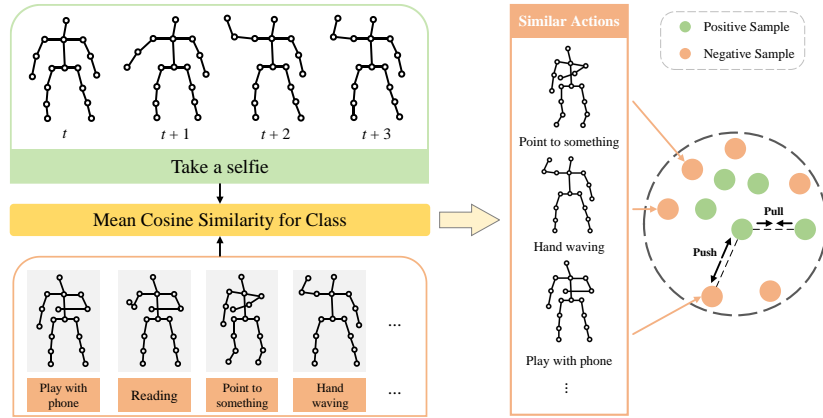 t
t + 1
t + 2
t + 3
Take a selfie
Mean Cosine Similarity for Class
Play with
phone
Reading
Point to
something
Hand
waving
...
...
Similar Actions
Point to something
Hand waving
Play with phone
⋮
Positive Sample
Negative Sample
Pull
Push